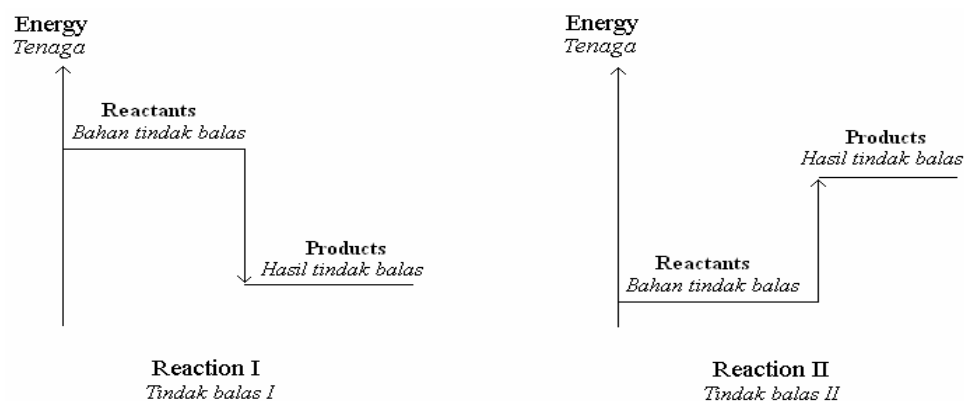 Energy
Tenaga
Reactants
Bahan tindak balas
Products
Hasil tindak balas
Reaction I
Tindak balas I
Energy
Tenaga
Products
Hasil tindak balas
Reactants
Bahan tindak balas
Reaction II
Tindak balas II